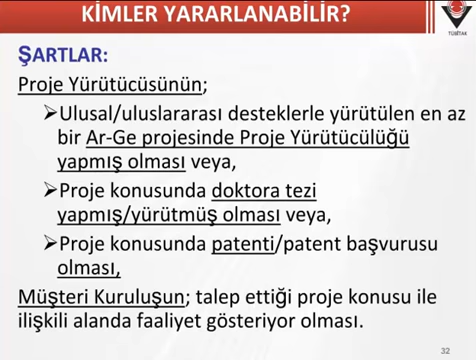 KİMLER YARARLANABİLİR?
TÜBİTAK
ŞARTLAR:
Proje Yürütücüsünün;
➢Ulusal/uluslararası desteklerle yürütülen en az
bir Ar-Ge projesinde Proje Yürütücülüğü
yapmış olması veya,
➢Proje konusunda doktora tezi
yapmış/yürütmüş olması veya,
➢Proje konusunda patenti/patent başvurusu
olması,
Müşteri Kuruluşun; talep ettiği proje konusu ile
ilişkili alanda faaliyet gösteriyor olması.
32